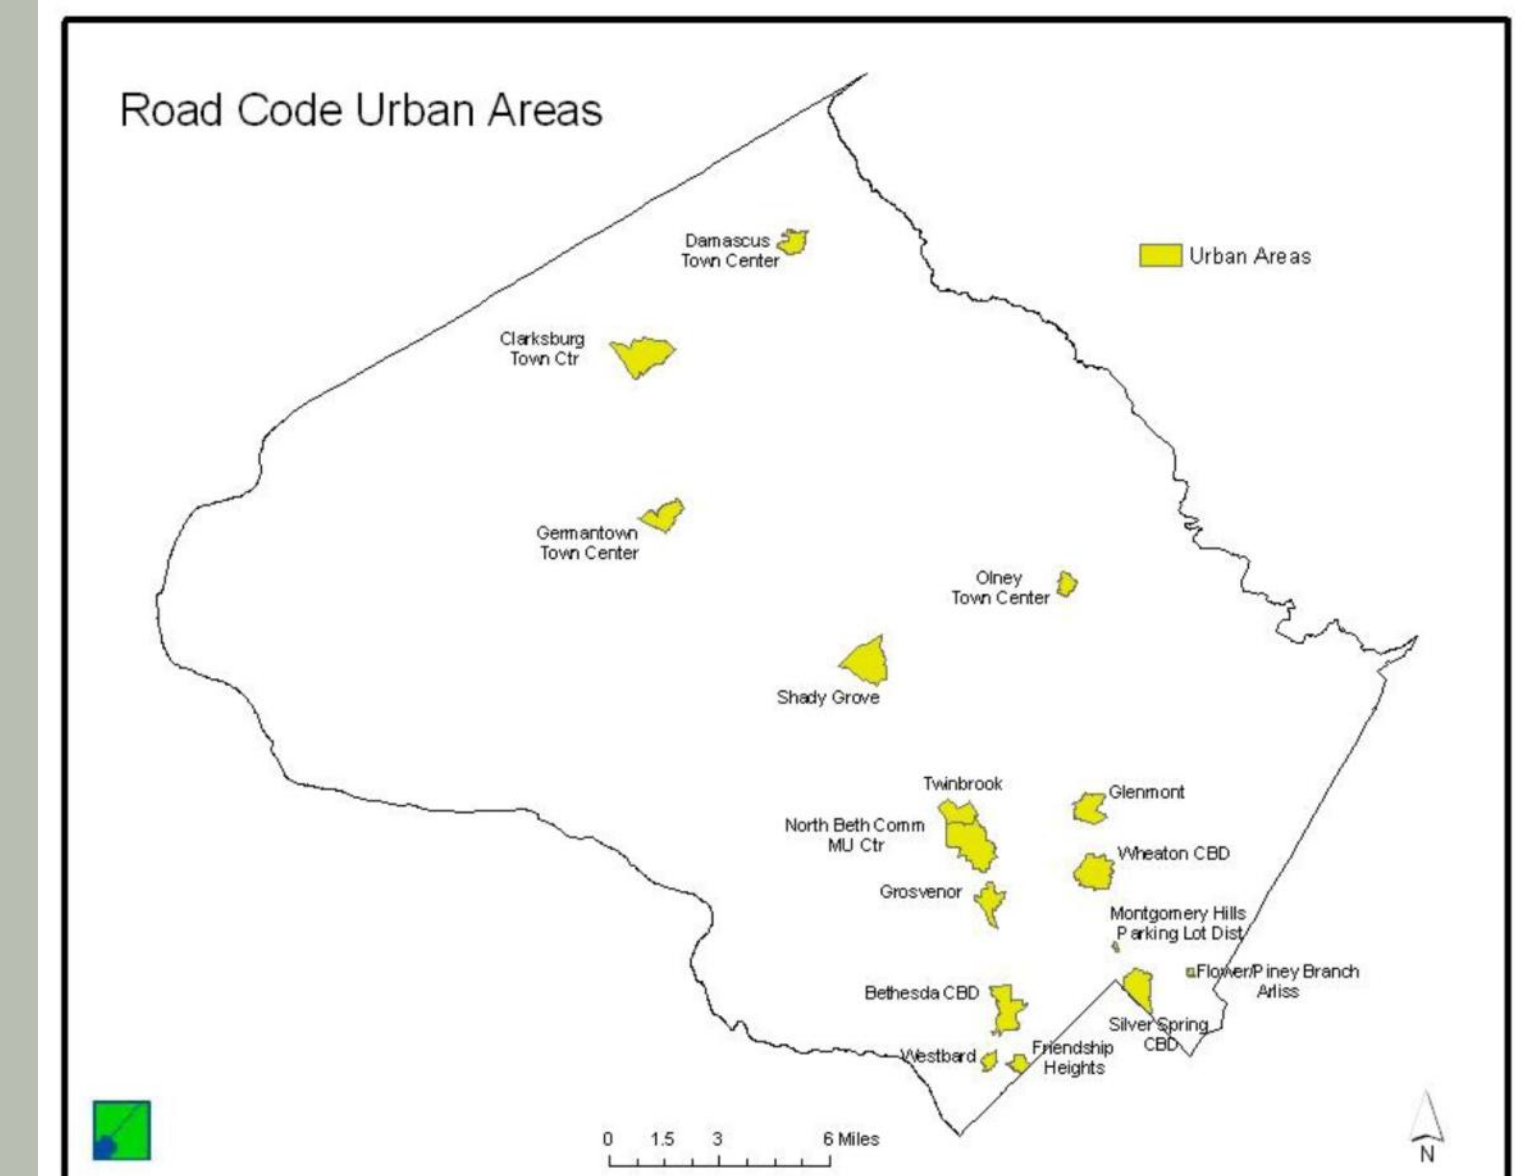 Road Code Urban Areas
Damascus
Town Center
Urban Areas
Clarksburg
Town Ctr
Germantown
Town Center
Olney
Town Center
Shady Grove
Twinbrook
Glenmont
North Beth Comm
MU Ctr
Wheaton CBD
Grosvenor
Montgomery Hills
Parking Lot Dist
Flower/Piney Branch
Arliss
Bethesda CBD
Silver Spring
CBD
Westbard
Friendship
Heights
0 1.5 3 6 Miles
N